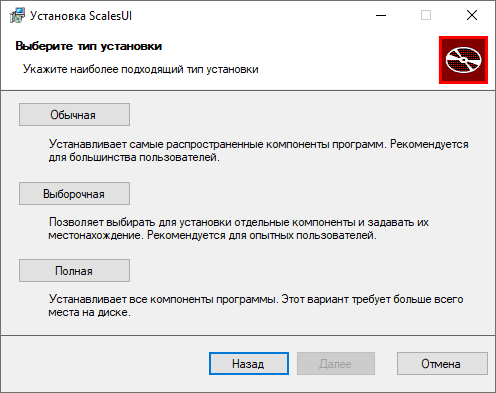 Установка ScalesUI
Выберите тип установки
Укажите наиболее подходящий тип установки
Обычная
Устанавливает самые распространенные компоненты программ. Рекомендуется
для большинства пользователей.
Выборочная
Позволяет выбирать для установки отдельные компоненты и задавать их
местонахождение. Рекомендуется для опытных пользователей.
Полная
Устанавливает все компоненты программы. Этот вариант требует больше всего
места на диске.
Назад
Далее
Отмена